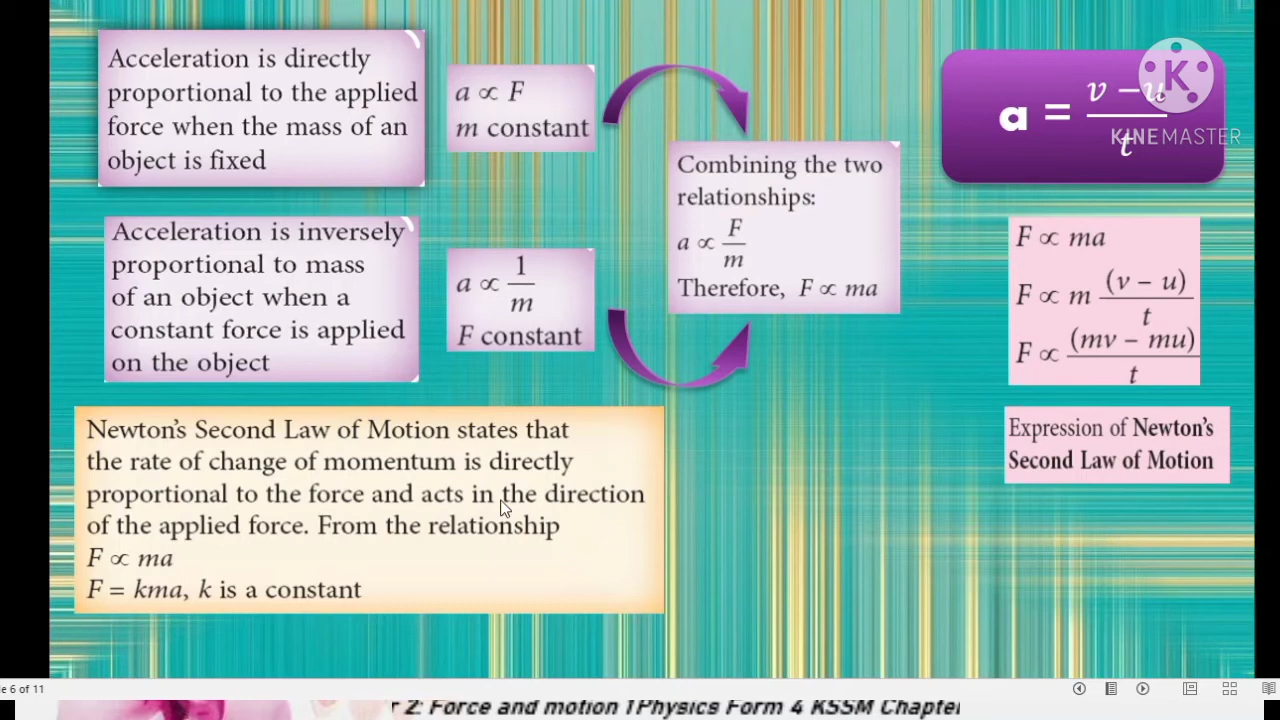 Acceleration is directly
proportional to the applied
force when the mass of an
object is fixed
a ∝ F
m constant
Acceleration is inversely
proportional to mass
of an object when a
constant force is applied
on the object
a ∝ 1/m
F constant
Combining the two
relationships:
a ∝ F/m
Therefore, F ∝ ma
a = (v – u)/t
K
KINEMASTER
F ∝ ma
F ∝ m (v – u)/t
F ∝ (mv – mu)/t
Expression of Newton's
Second Law of Motion
Newton's Second Law of Motion states that
the rate of change of momentum is directly
proportional to the force and acts in the direction
of the applied force. From the relationship
F ∝ ma
F = kma, k is a constant
le 6 of 11
r 2: Force and motion 1Physics Form 4 KSSM Chapter